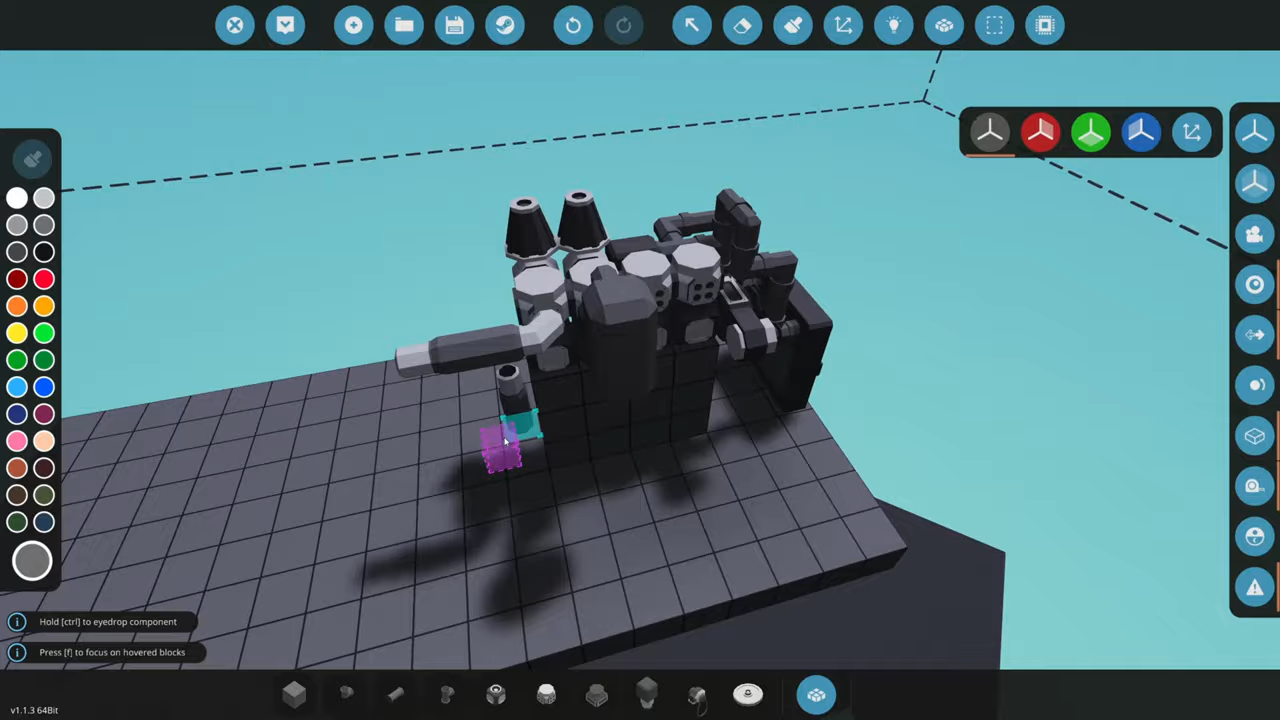 Hold [ctrl] to eyedrop component
Press [f] to focus on hovered blocks
v1.1.3 64Bit